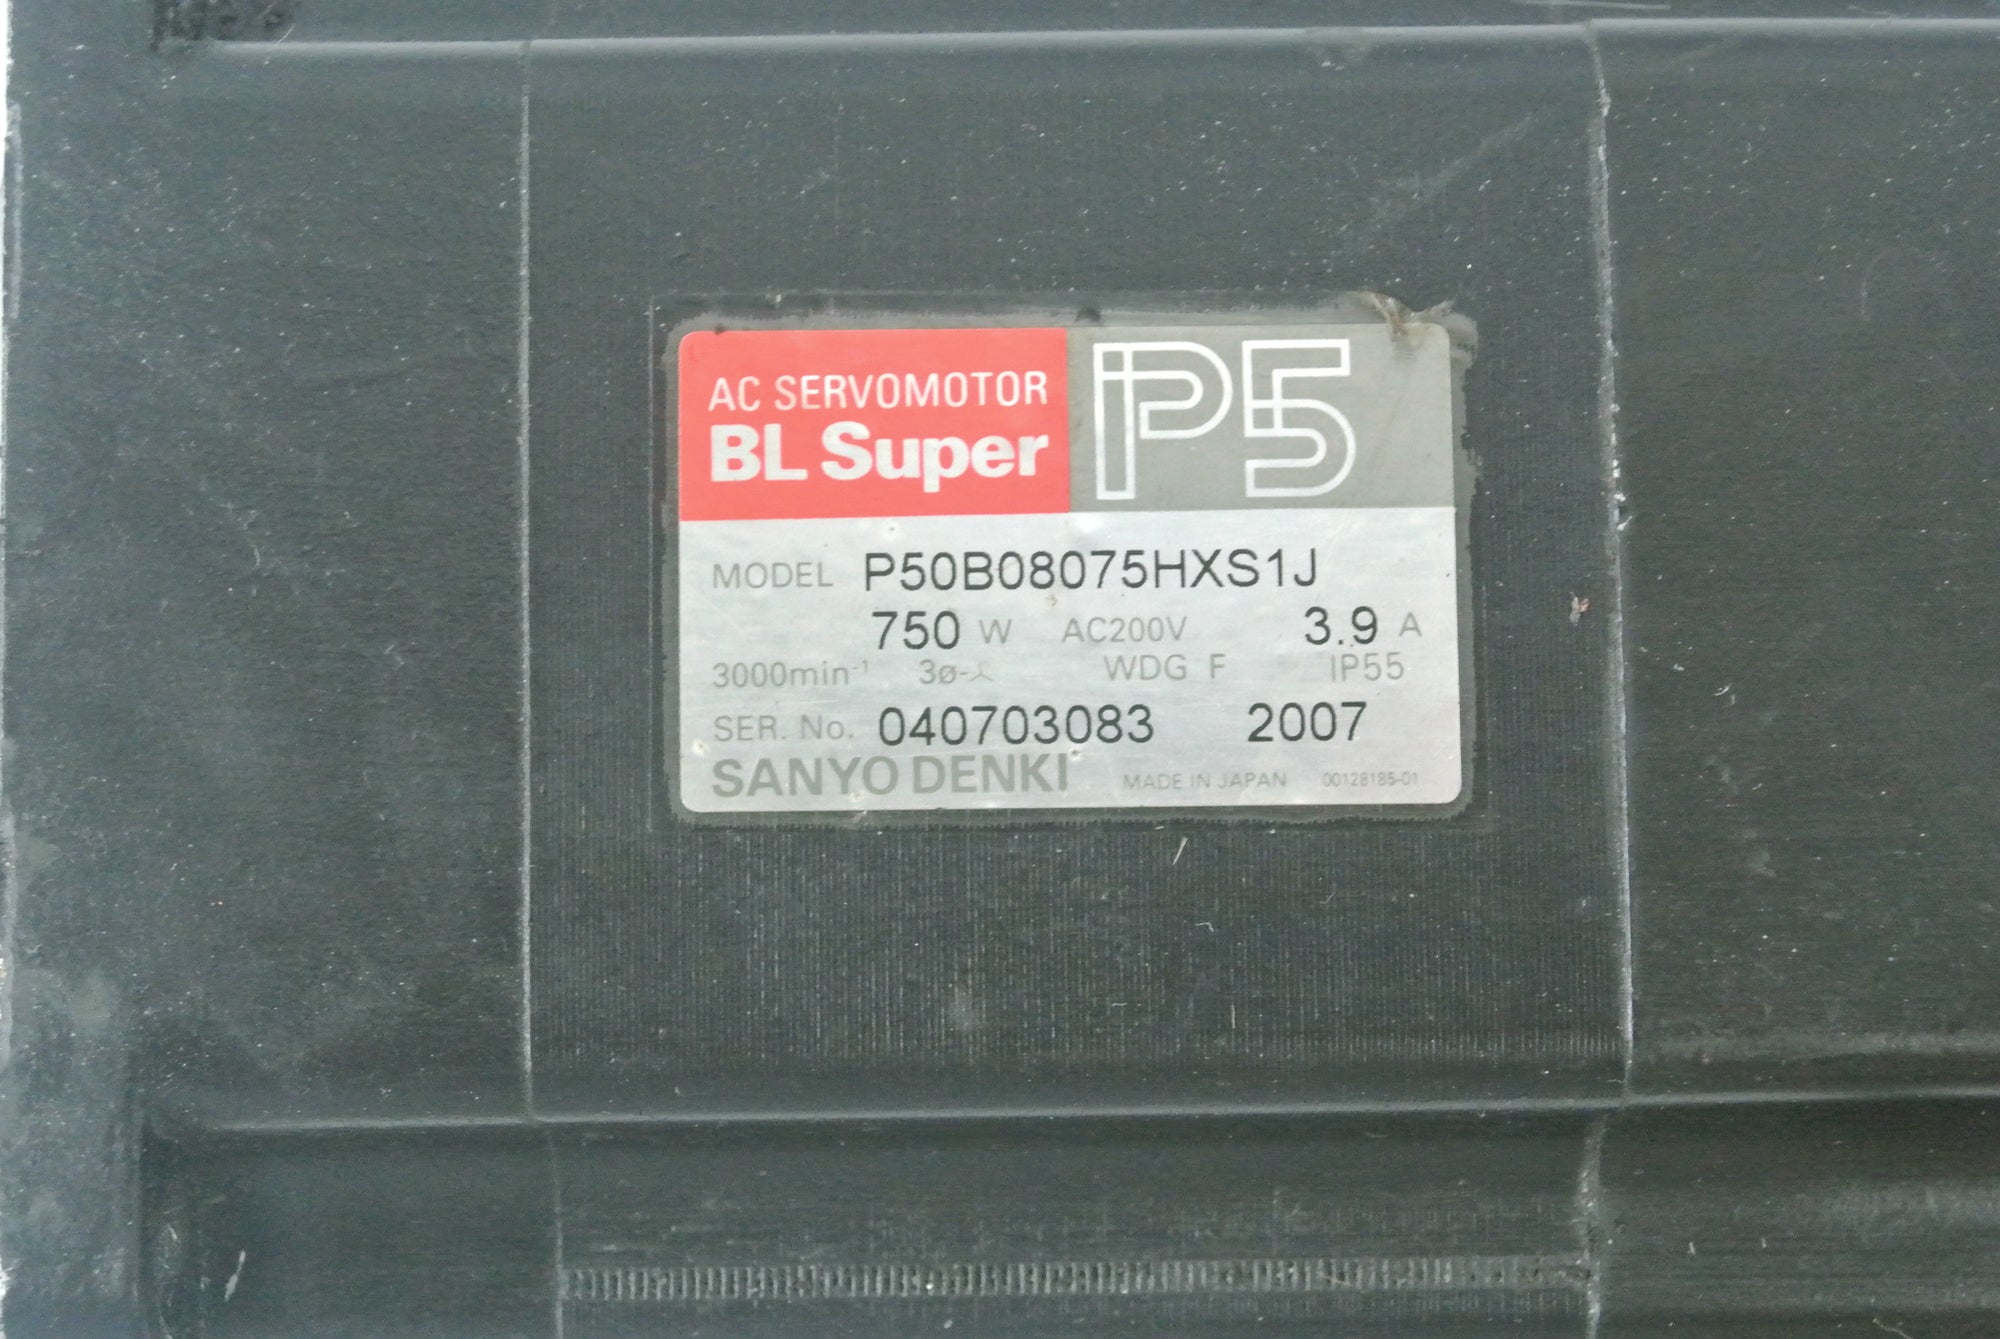 AC SERVOMOTOR
BL Super
P5
MODEL P50B08075HXS1J
750 W AC200V 3.9 A
3000min⁻¹ 3ø-⅄ WDG F IP55
SER. No. 040703083 2007
SANYO DENKI MADE IN JAPAN 00128185-01